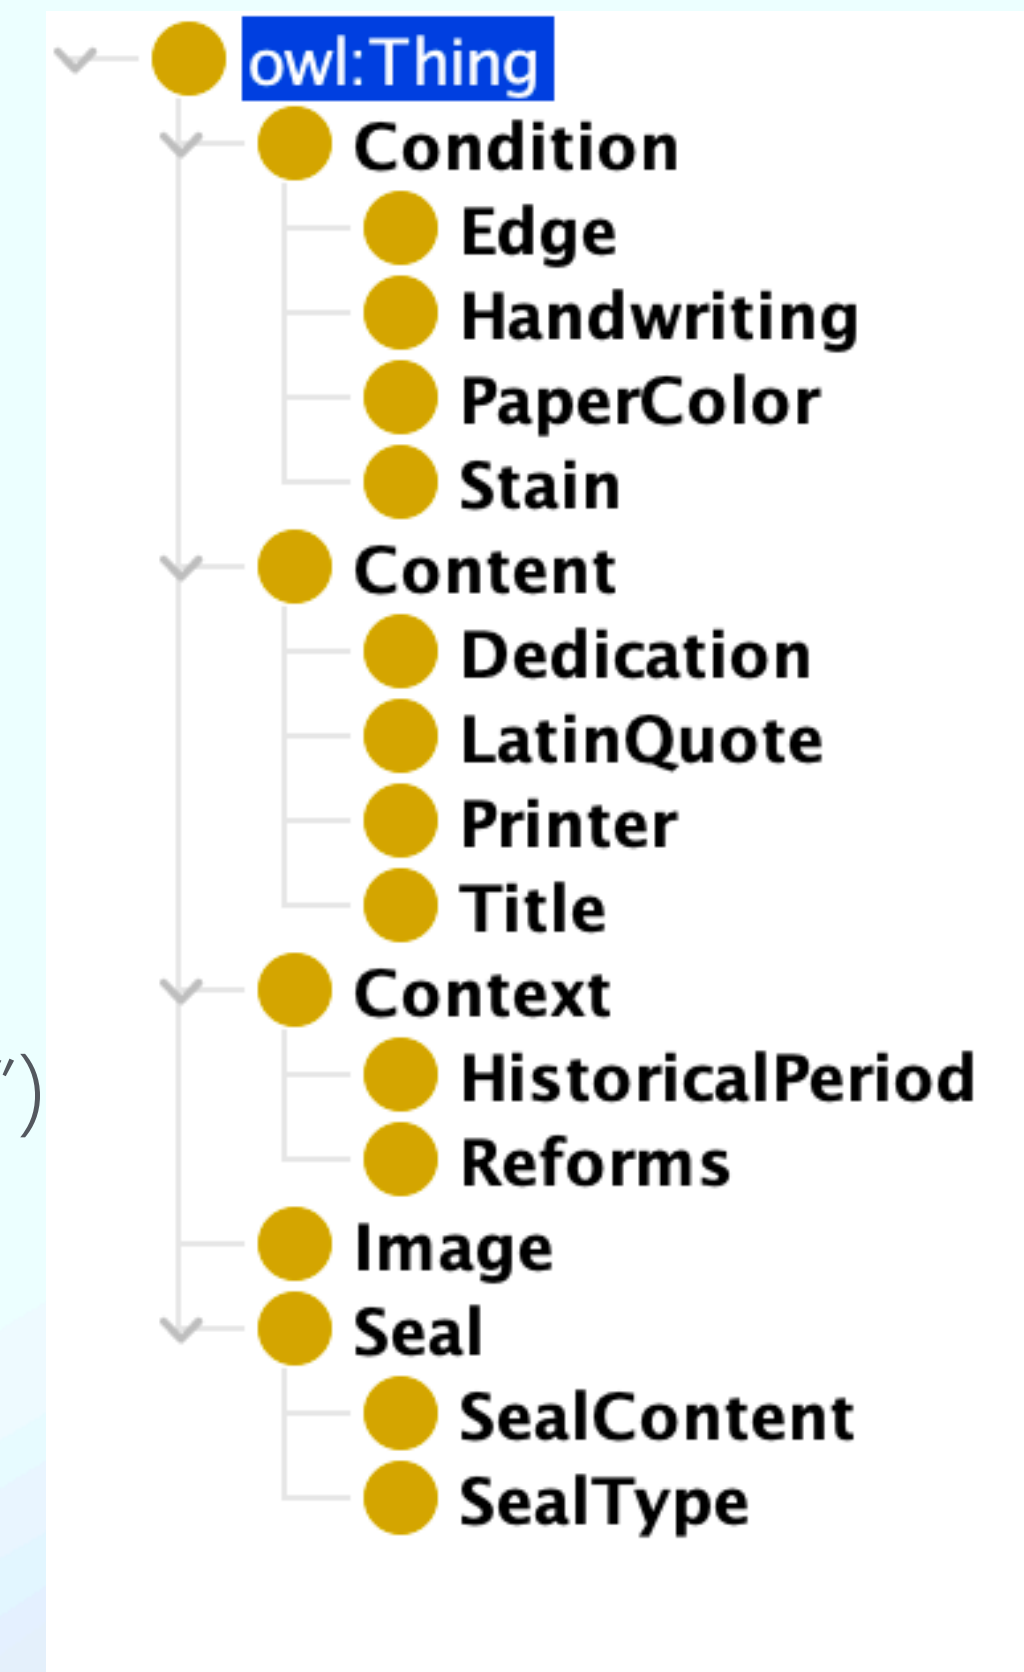 owl:Thing
Condition
Edge
Handwriting
PaperColor
Stain
Content
Dedication
LatinQuote
Printer
Title
Context
HistoricalPeriod
")
Reforms
Image
Seal
SealContent
SealType